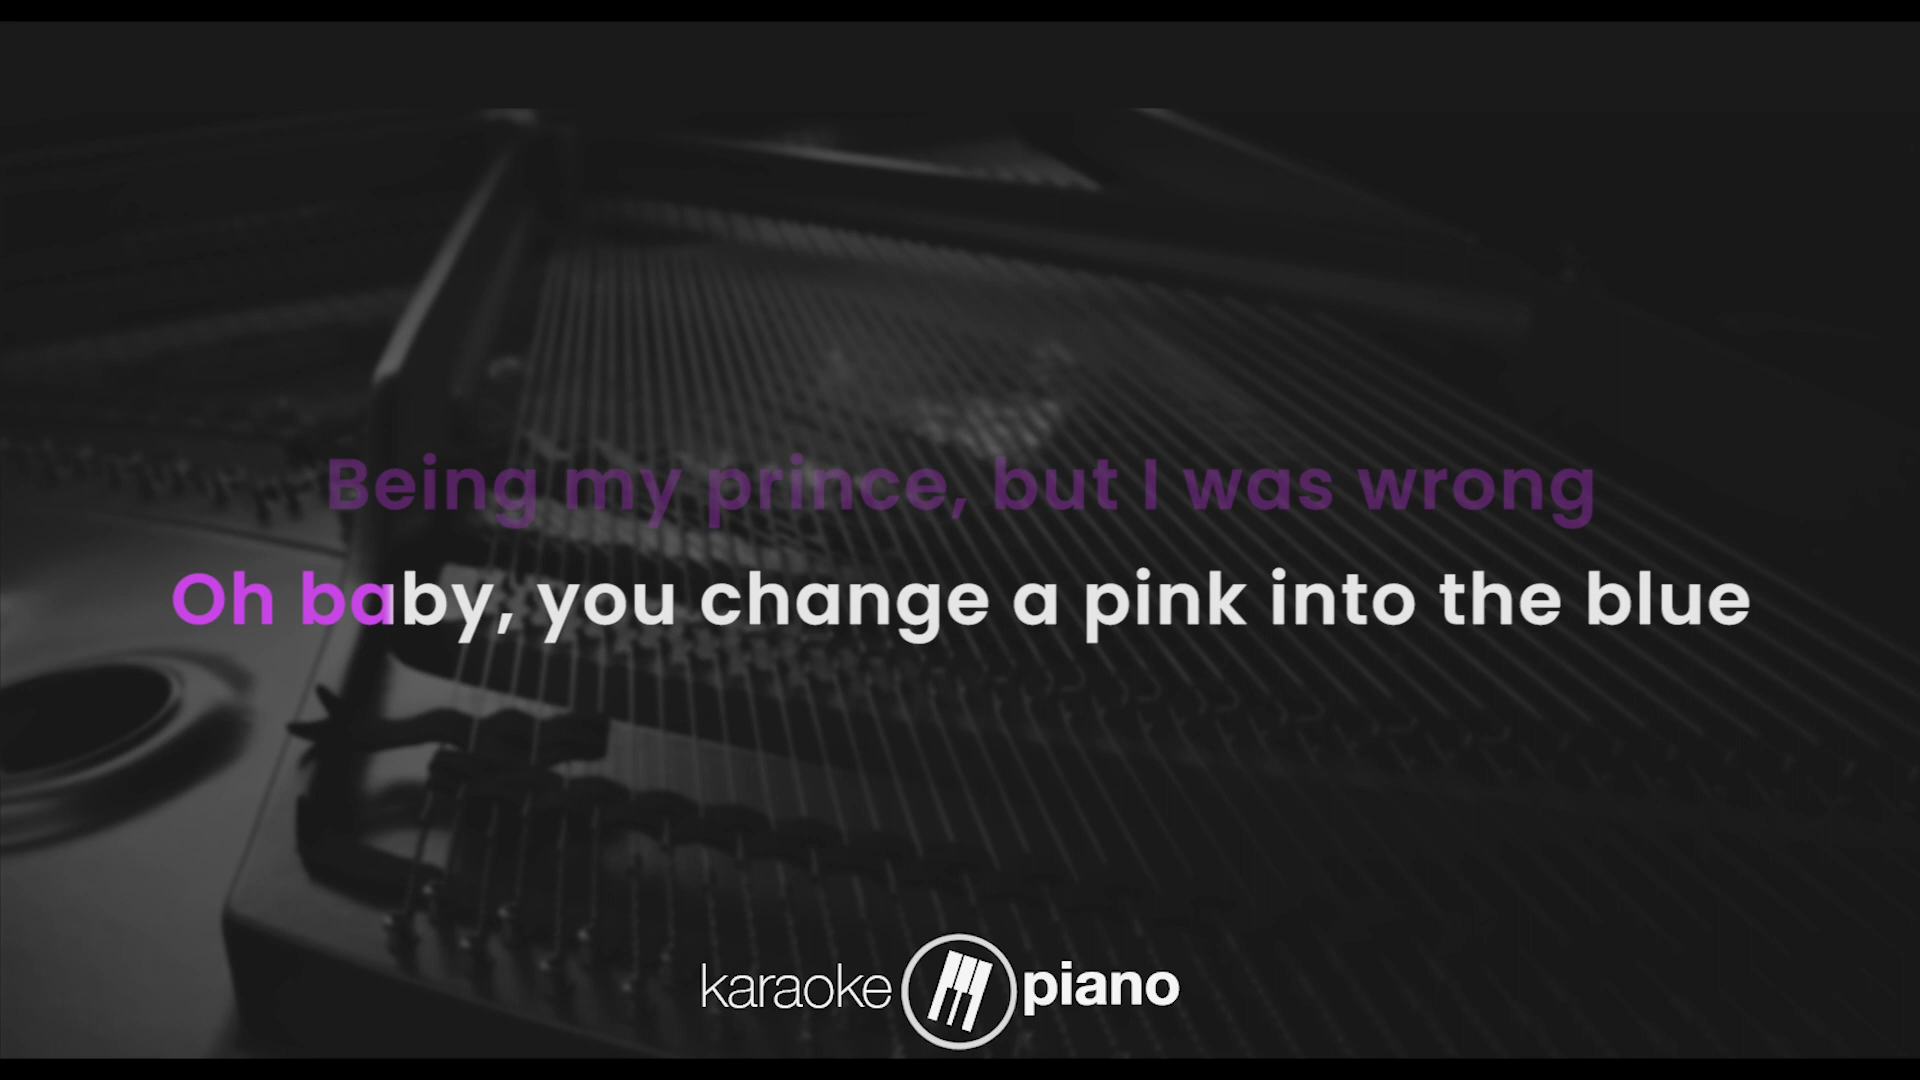 Being my prince, but I was wrong
Oh baby, you change a pink into the blue
karaoke piano